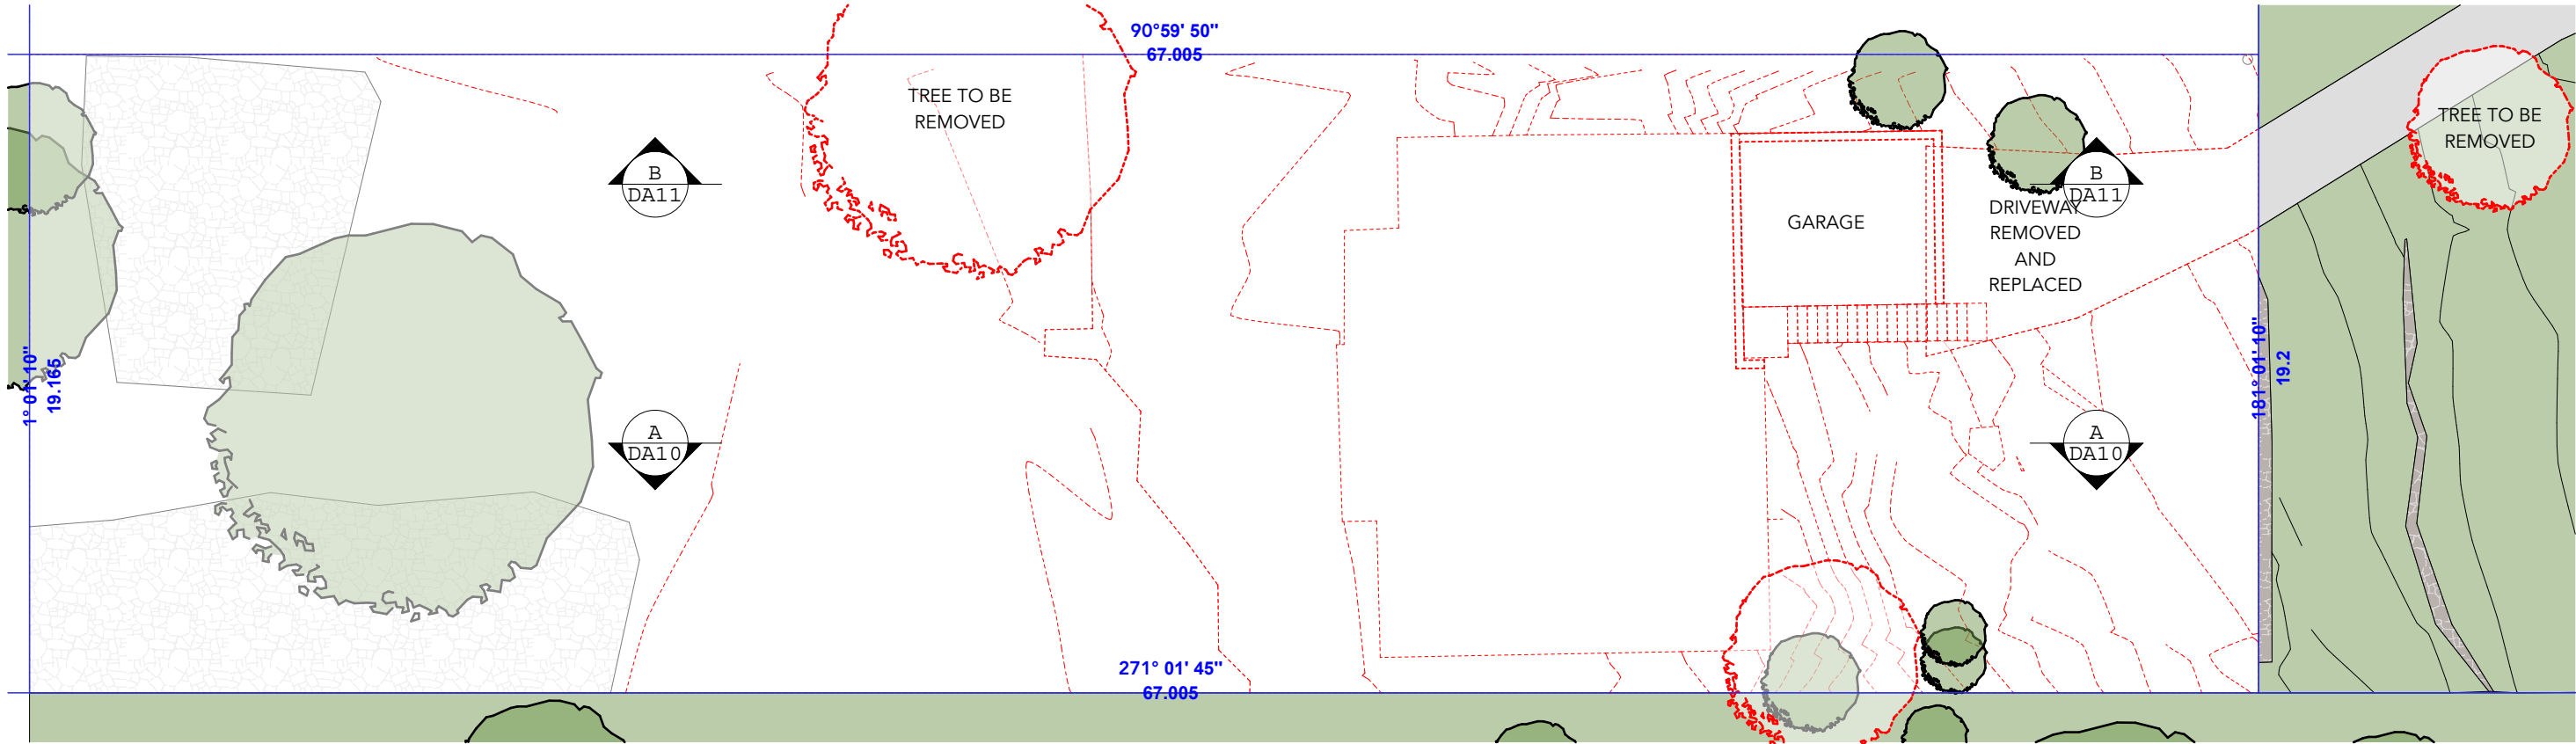 90°59' 50"
67.005
TREE TO BE
REMOVED
TREE TO BE
REMOVED
B
DA11
B
DA11
GARAGE
DRIVEWAY
REMOVED
AND
REPLACED
1° 01' 10"
19.165
181° 01' 10"
19.2
A
DA10
A
DA10
271° 01' 45"
67.005